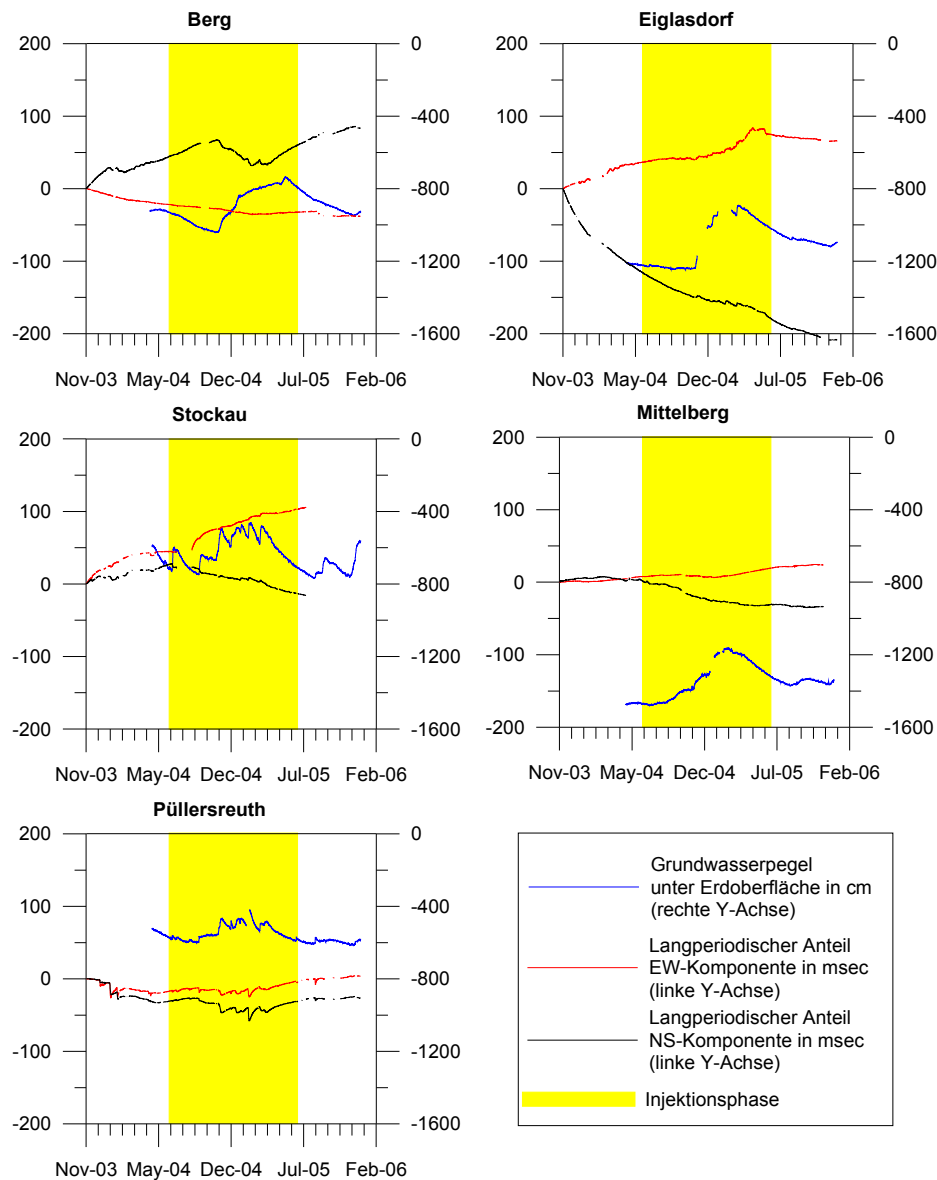 Berg
200
100
0
-100
-200
0
-400
-800
-1200
-1600
Nov-03 May-04 Dec-04 Jul-05 Feb-06
Eiglasdorf
200
100
0
-100
-200
0
-400
-800
-1200
-1600
Nov-03 May-04 Dec-04 Jul-05 Feb-06
Stockau
200
100
0
-100
-200
0
-400
-800
-1200
-1600
Nov-03 May-04 Dec-04 Jul-05 Feb-06
Mittelberg
200
100
0
-100
-200
0
-400
-800
-1200
-1600
Nov-03 May-04 Dec-04 Jul-05 Feb-06
Püllersreuth
200
100
0
-100
-200
0
-400
-800
-1200
-1600
Nov-03 May-04 Dec-04 Jul-05 Feb-06
Grundwasserpegel
unter Erdoberfläche in cm
(rechte Y-Achse)
Langperiodischer Anteil
EW-Komponente in msec
(linke Y-Achse)
Langperiodischer Anteil
NS-Komponente in msec
(linke Y-Achse)
Injektionsphase